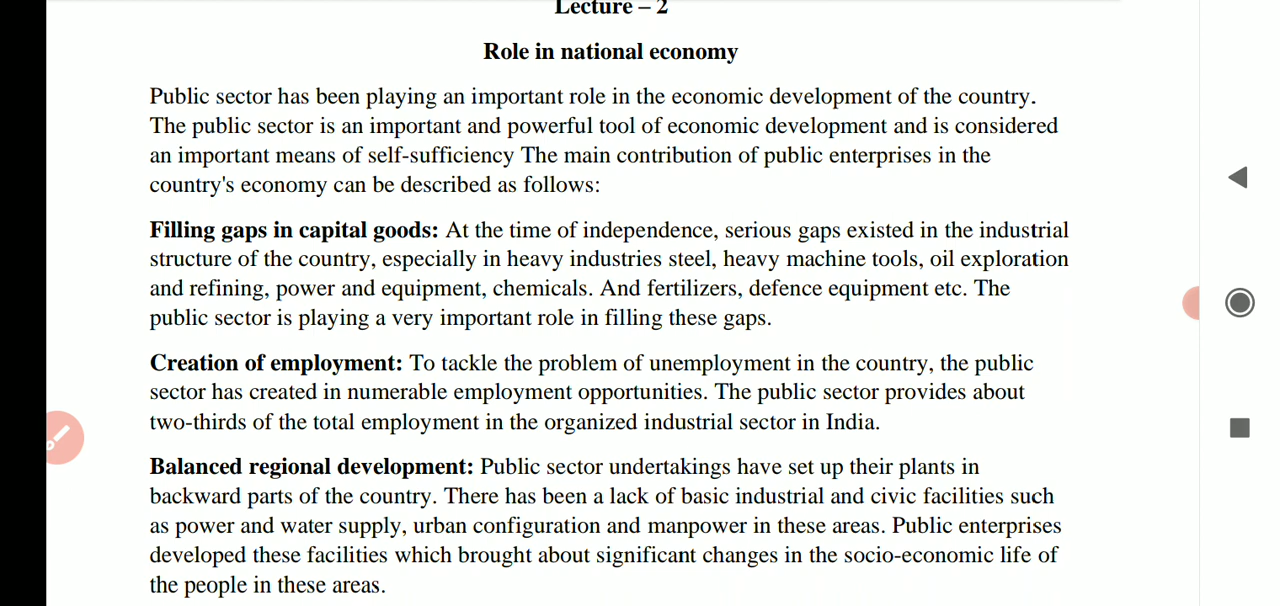 Lecture – 2
Role in national economy
Public sector has been playing an important role in the economic development of the country.
The public sector is an important and powerful tool of economic development and is considered
an important means of self-sufficiency The main contribution of public enterprises in the
country's economy can be described as follows:
Filling gaps in capital goods: At the time of independence, serious gaps existed in the industrial
structure of the country, especially in heavy industries steel, heavy machine tools, oil exploration
and refining, power and equipment, chemicals. And fertilizers, defence equipment etc. The
public sector is playing a very important role in filling these gaps.
Creation of employment: To tackle the problem of unemployment in the country, the public
sector has created in numerable employment opportunities. The public sector provides about
two-thirds of the total employment in the organized industrial sector in India.
Balanced regional development: Public sector undertakings have set up their plants in
backward parts of the country. There has been a lack of basic industrial and civic facilities such
as power and water supply, urban configuration and manpower in these areas. Public enterprises
developed these facilities which brought about significant changes in the socio-economic life of
the people in these areas.